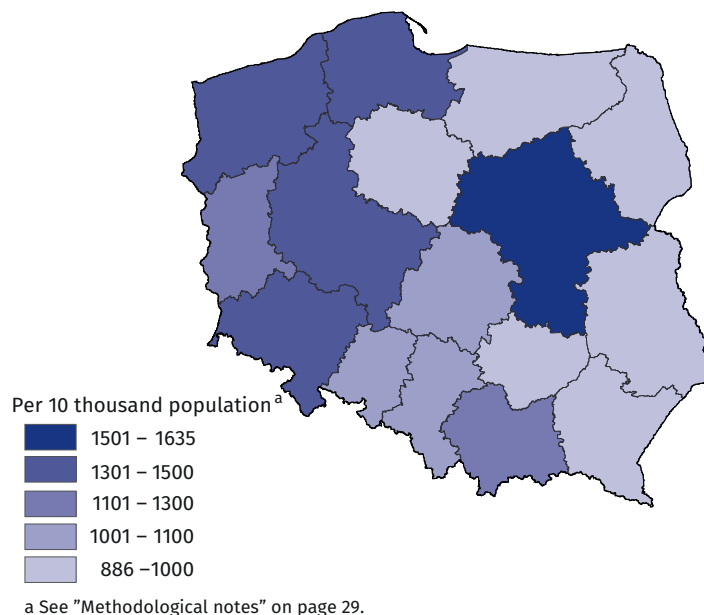 Per 10 thousand population a
1501 – 1635
1301 – 1500
1101 – 1300
1001 – 1100
886 –1000
a See ”Methodological notes” on page 29.